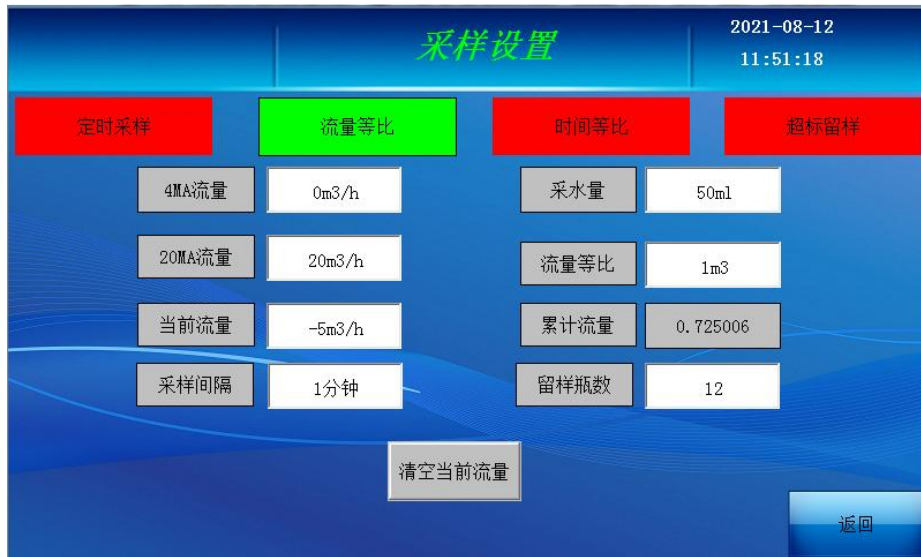 采样设置
2021-08-12
11:51:18
定时采样
流量等比
时间等比
超标留样
4MA流量
0m3/h
采水量
50ml
20MA流量
20m3/h
流量等比
1m3
当前流量
-5m3/h
累计流量
0.725006
采样间隔
1分钟
留样瓶数
12
清空当前流量
返回